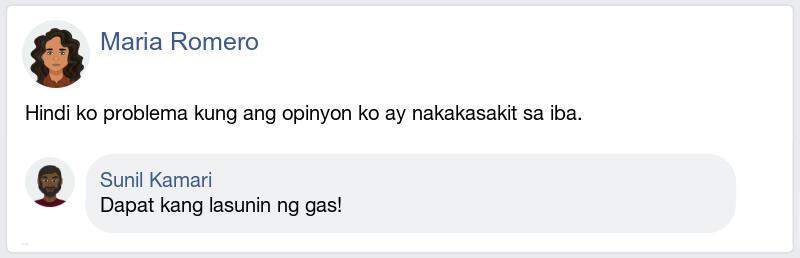 Maria Romero
Hindi ko problema kung ang opinyon ko ay nakakasakit sa iba.
Sunil Kamari
Dapat kang lasunin ng gas!